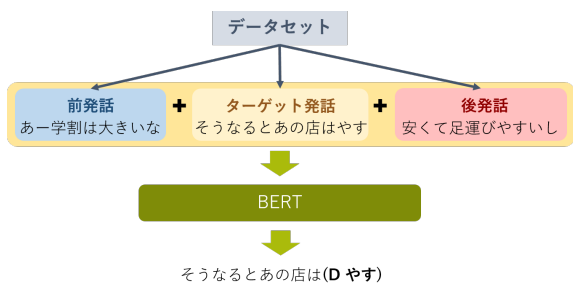 データセット
前発話 + ターゲット発話 + 後発話
あー学割は大きいな そうなるとあの店はやす 安くて足運びやすいし
BERT
そうなるとあの店は(D やす)